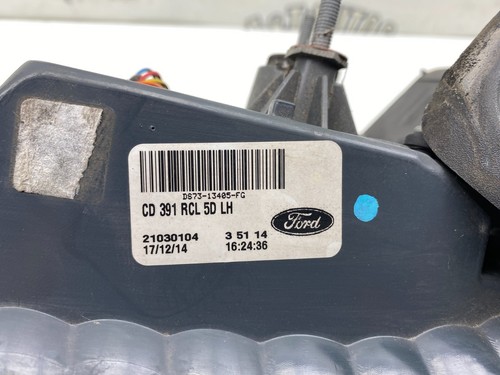 DS73-13405-FG
CD 391 RCL 5D LH
Ford
21030104 3 51 14
17/12/14 16:24:36